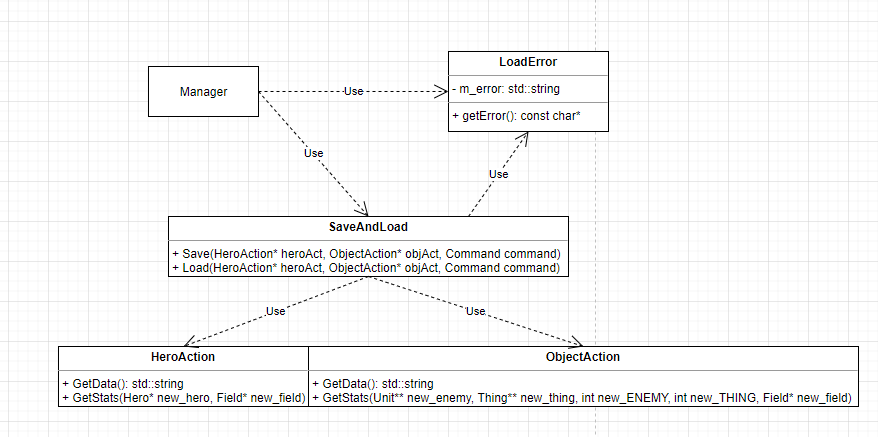 LoadError
Manager
- m_error: std::string
Use
+ getError(): const char*
Use
Use
SaveAndLoad
+ Save(HeroAction* heroAct, ObjectAction* objAct, Command command)
+ Load(HeroAction* heroAct, ObjectAction* objAct, Command command)
Use
Use
HeroAction
+ GetData(): std::string
+ GetStats(Hero* new_hero, Field* new_field)
ObjectAction
+ GetData(): std::string
+ GetStats(Unit** new_enemy, Thing** new_thing, int new_ENEMY, int new_THING, Field* new_field)